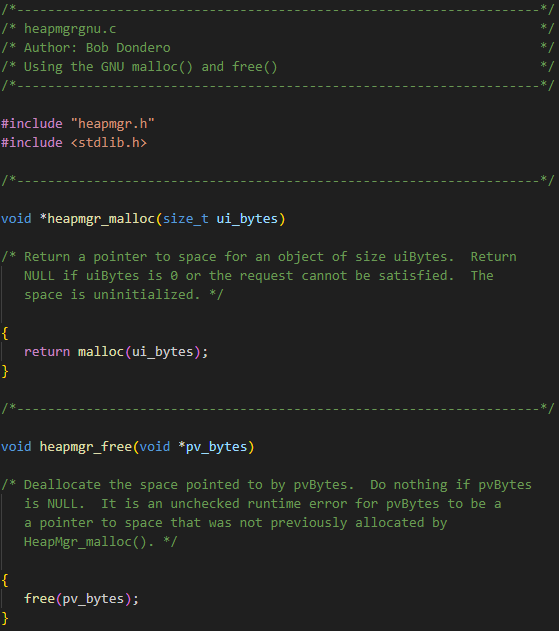 /*--------------------------------------------------------------------*/
/* heapmgrgnu.c                                                       */
/* Author: Bob Dondero                                                */
/* Using the GNU malloc() and free()                                  */
/*--------------------------------------------------------------------*/
#include "heapmgr.h"
#include <stdlib.h>
/*--------------------------------------------------------------------*/
void *heapmgr_malloc(size_t ui_bytes)
/* Return a pointer to space for an object of size uiBytes.  Return
   NULL if uiBytes is 0 or the request cannot be satisfied.  The
   space is uninitialized. */
{
   return malloc(ui_bytes);
}
/*--------------------------------------------------------------------*/
void heapmgr_free(void *pv_bytes)
/* Deallocate the space pointed to by pvBytes.  Do nothing if pvBytes
   is NULL.  It is an unchecked runtime error for pvBytes to be a
   a pointer to space that was not previously allocated by
   HeapMgr_malloc(). */
{
   free(pv_bytes);
}